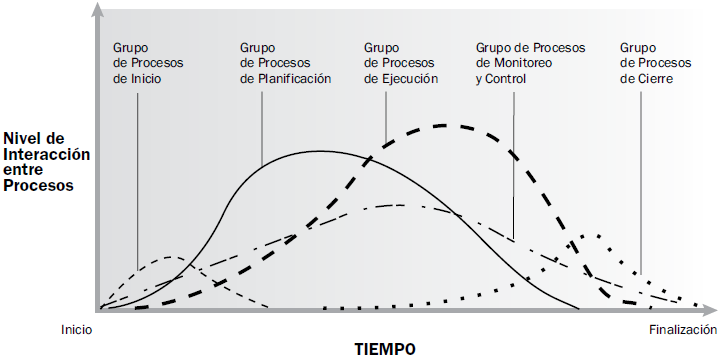 Grupo
de Procesos
de Inicio
Grupo
de Procesos
de Planificación
Grupo
de Procesos
de Ejecución
Grupo de Procesos
de Monitoreo
y Control
Grupo
de Procesos
de Cierre
Nivel de
Interacción
entre
Procesos
Inicio
Finalización
TIEMPO